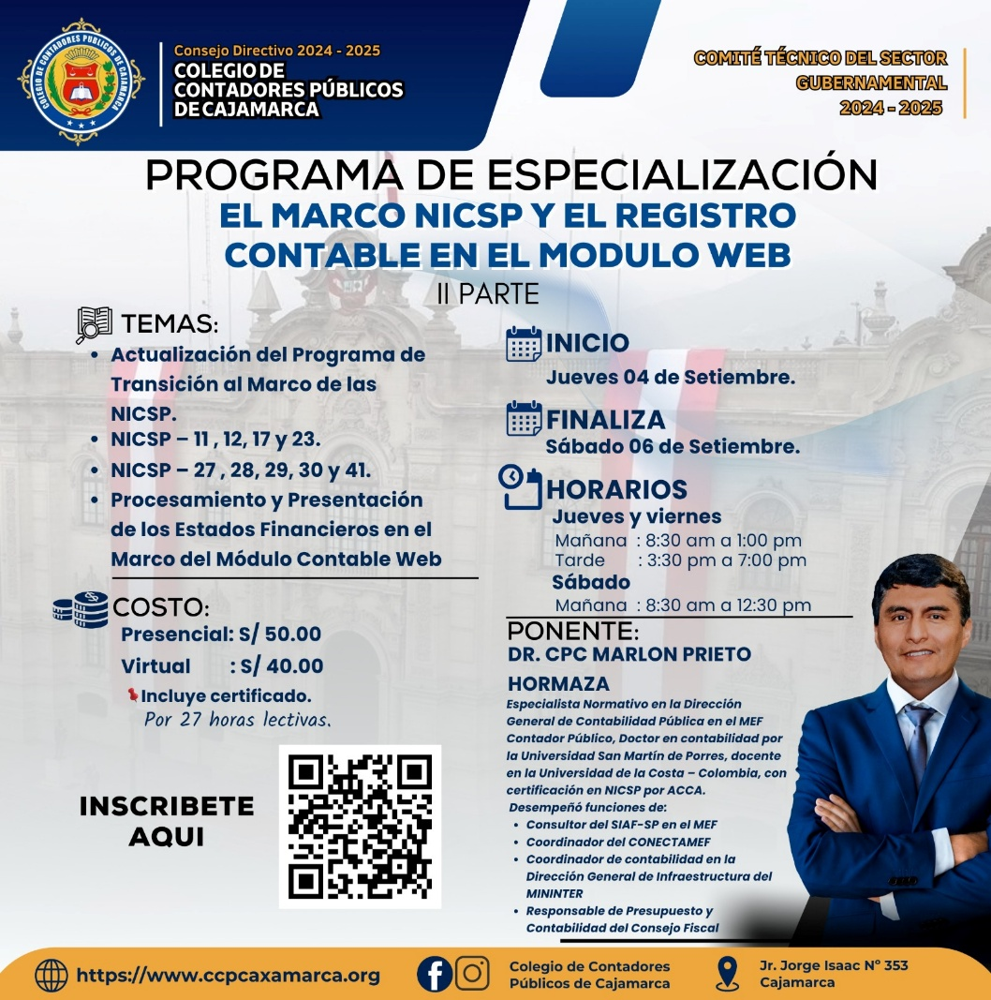 COLEGIO DE CONTADORES PUBLICOS DE CAJAMARCA
Consejo Directivo 2024 - 2025
COLEGIO DE
CONTADORES PÚBLICOS
DE CAJAMARCA
COMITÉ TÉCNICO DEL SECTOR
GUBERNAMENTAL
2024 - 2025
PROGRAMA DE ESPECIALIZACIÓN
EL MARCO NICSP Y EL REGISTRO
CONTABLE EN EL MODULO WEB
II PARTE
TEMAS:
• Actualización del Programa de
Transición al Marco de las
NICSP.
• NICSP – 11 , 12, 17 y 23.
• NICSP – 27 , 28, 29, 30 y 41.
• Procesamiento y Presentación
de los Estados Financieros en el
Marco del Módulo Contable Web
COSTO:
Presencial: S/ 50.00
Virtual : S/ 40.00
Incluye certificado.
Por 27 horas lectivas.
INSCRIBETE
AQUI
INICIO
Jueves 04 de Setiembre.
FINALIZA
Sábado 06 de Setiembre.
HORARIOS
Jueves y viernes
Mañana : 8:30 am a 1:00 pm
Tarde : 3:30 pm a 7:00 pm
Sábado
Mañana : 8:30 am a 12:30 pm
PONENTE:
DR. CPC MARLON PRIETO
HORMAZA
Especialista Normativo en la Dirección
General de Contabilidad Pública en el MEF
Contador Público, Doctor en contabilidad por
la Universidad San Martín de Porres, docente
en la Universidad de la Costa – Colombia, con
certificación en NICSP por ACCA.
Desempeñó funciones de:
• Consultor del SIAF-SP en el MEF
• Coordinador del CONECTAMEF
• Coordinador de contabilidad en la
Dirección General de Infraestructura del
MININTER
• Responsable de Presupuesto y
Contabilidad del Consejo Fiscal
https://www.ccpcaxamarca.org
Colegio de Contadores
Públicos de Cajamarca
Jr. Jorge Isaac Nº 353
Cajamarca